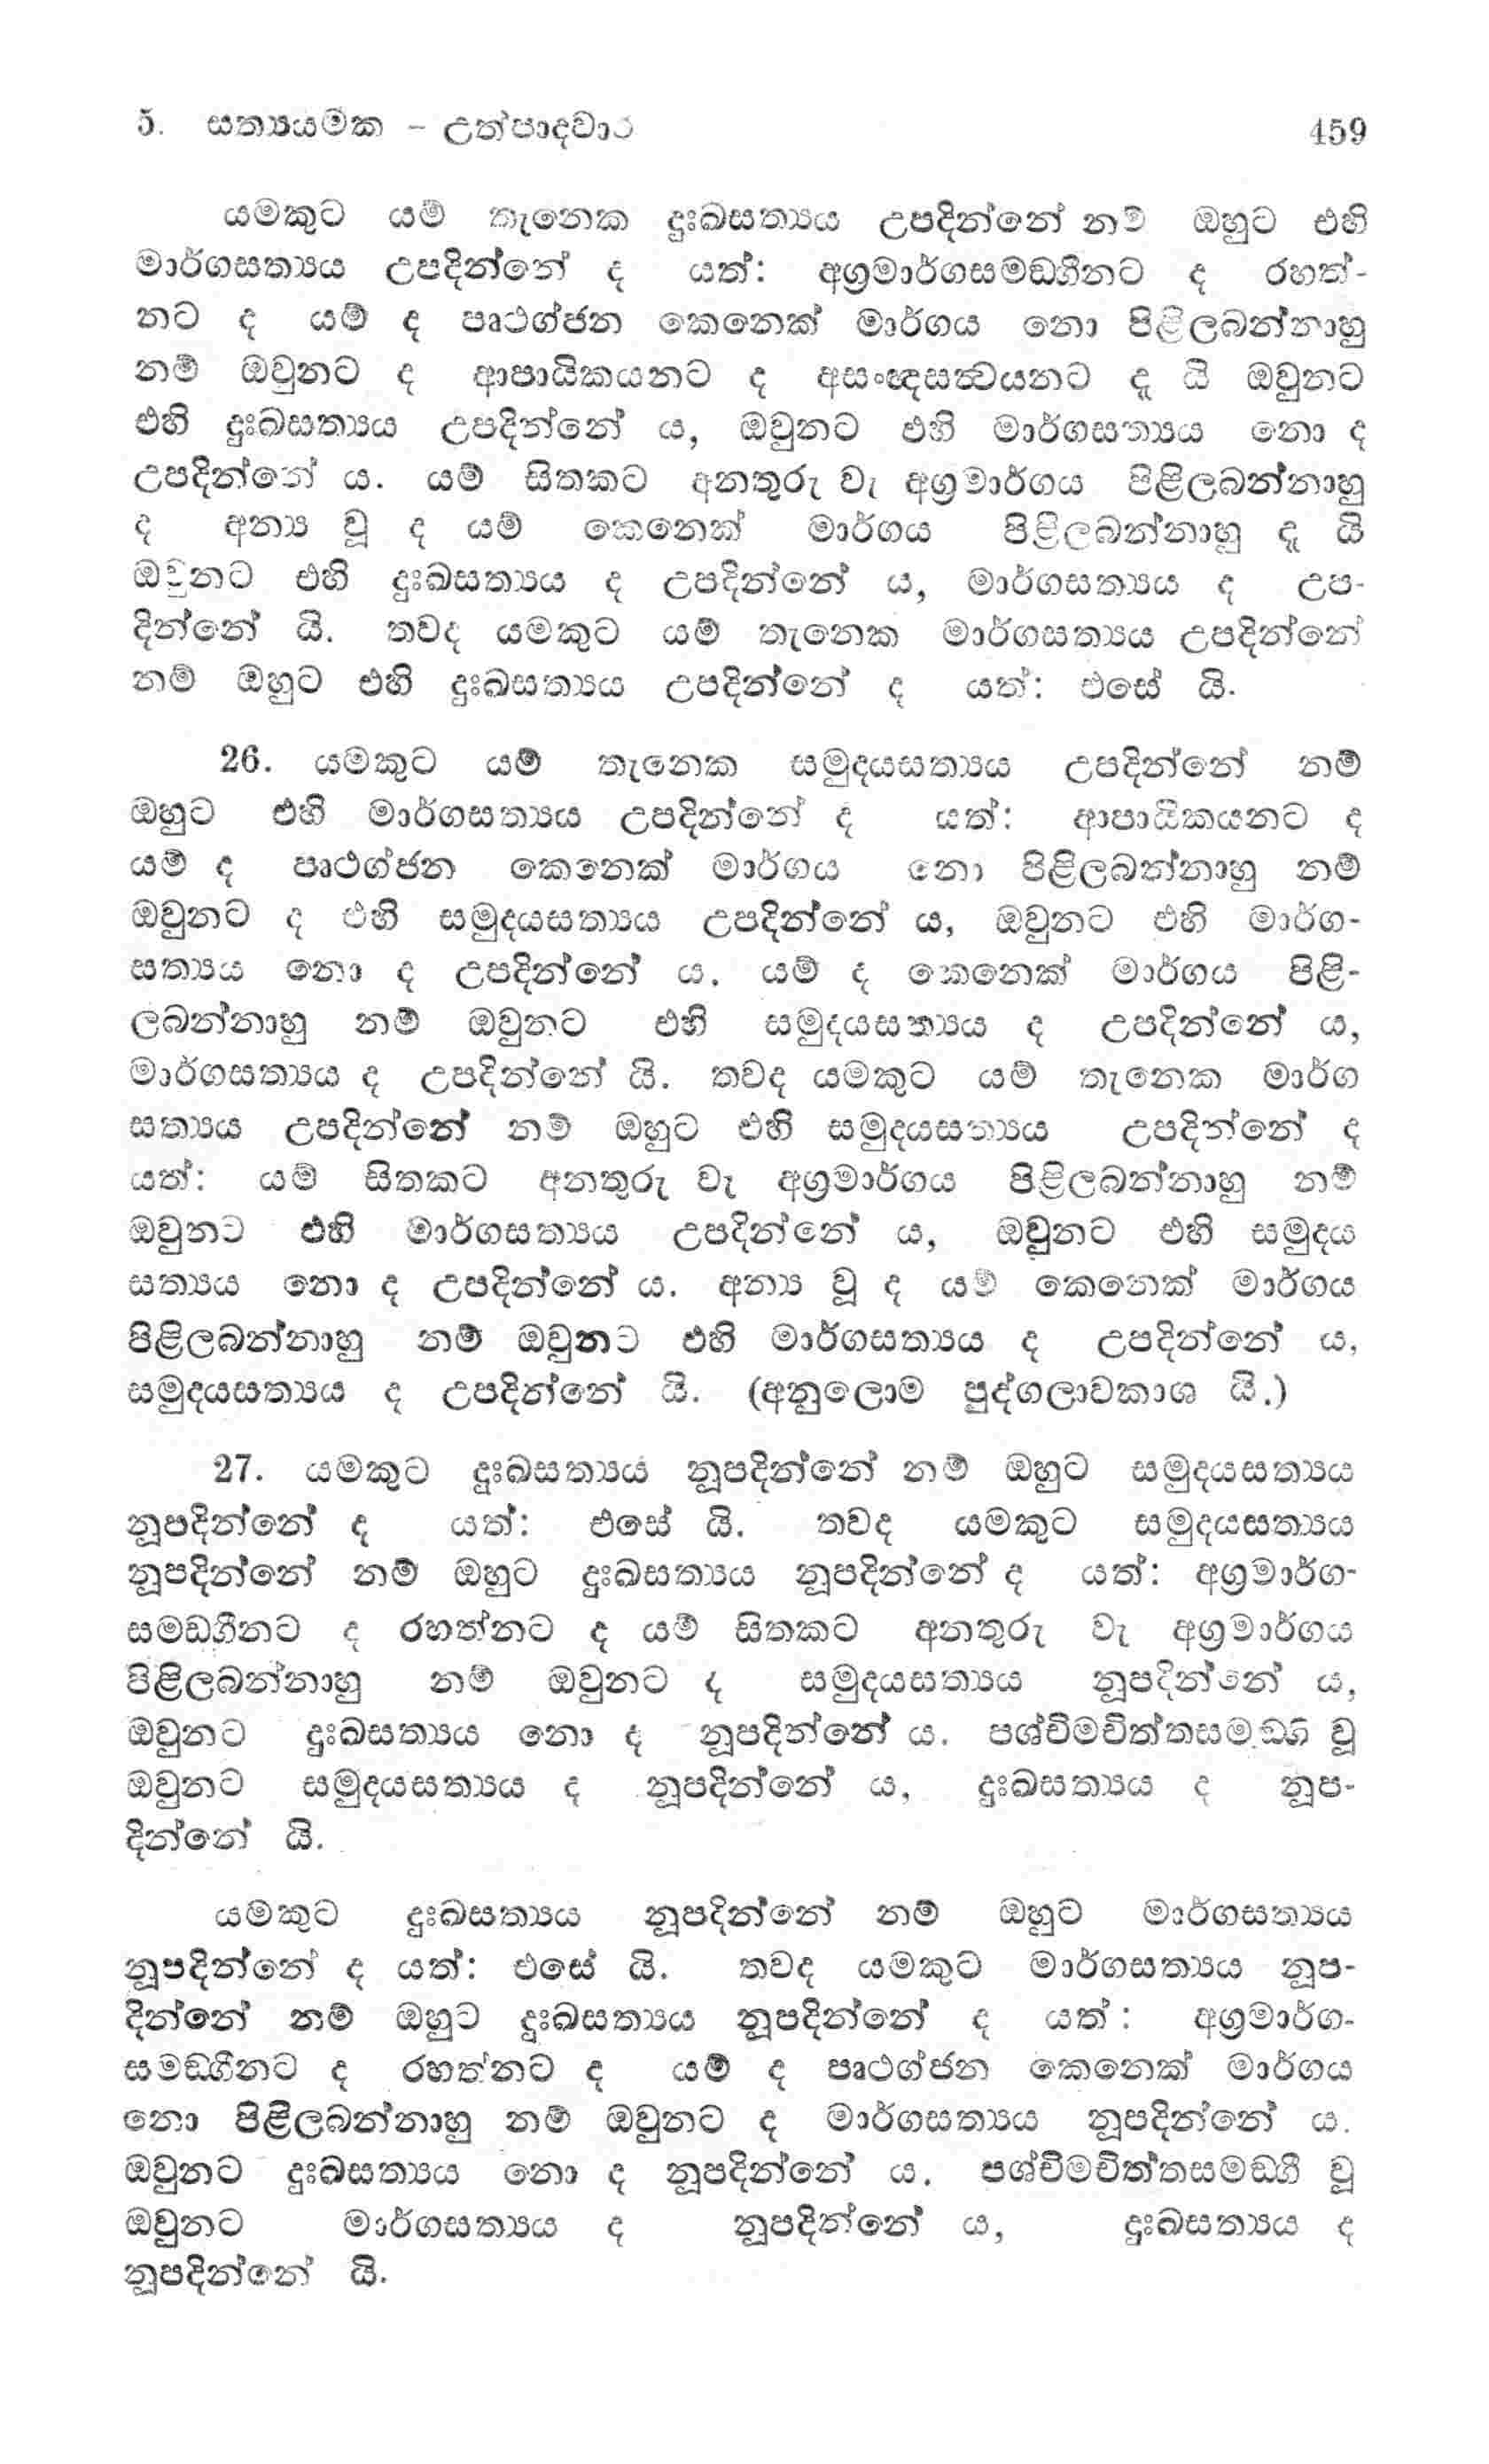 5. සත්‍යයමක – උත්පාදවාර 459
යමකුට යම් තැනෙක දුඃඛසත්‍යය උපදින්නේ නම් ඔහුට එහි
මාර්ගසත්‍යය උපදින්නේ ද යත්: අග්‍රමාර්ගසමඞ්ගීනට ද රහත්-
නට ද යම් ද පෘථග්ජන කෙනෙක් මාර්ගය නො පිළිලබන්නාහු
නම් ඔවුනට ද ආපායිකයනට ද අසංඥසත්‍වයනට දැ යි ඔවුනට
එහි දුඃඛසත්‍යය උපදින්නේ ය, ඔවුනට එහි මාර්ගසත්‍යය නො ද
උපදින්නේ ය. යම් සිතකට අනතුරු වැ අග්‍රමාර්ගය පිළිලබන්නාහු
ද අන්‍ය වූ ද යම් කෙනෙක් මාර්ගය පිළිලබන්නාහු දැ යි
ඔවුනට එහි දුඃඛසත්‍යය ද උපදින්නේ ය, මාර්ගසත්‍යය ද උප-
දින්නේ යි. තවද යමකුට යම් තැනෙක මාර්ගසත්‍යය උපදින්නේ
නම් ඔහුට එහි දුඃඛසත්‍යය උපදින්නේ ද යත්: එසේ යි.
26. යමකුට යම් තැනෙක සමුදයසත්‍යය උපදින්නේ නම්
ඔහුට එහි මාර්ගසත්‍යය උපදින්නේ ද යත්: ආපායිකයනට ද
යම් ද පෘථග්ජන කෙනෙක් මාර්ගය නො පිළිලබන්නාහු නම්
ඔවුනට ද එහි සමුදයසත්‍යය උපදින්නේ ය, ඔවුනට එහි මාර්ග-
සත්‍යය නො ද උපදින්නේ ය. යම් ද කෙනෙක් මාර්ගය පිළි-
ලබන්නාහු නම් ඔවුනට එහි සමුදයසත්‍යය ද උපදින්නේ ය,
මාර්ගසත්‍යය ද උපදින්නේ යි. තවද යමකුට යම් තැනෙක මාර්ග
සත්‍යය උපදින්නේ නම් ඔහුට එහි සමුදයසත්‍යය උපදින්නේ ද
යත්: යම් සිතකට අනතුරු වැ අග්‍රමාර්ගය පිළිලබන්නාහු නම්
ඔවුනට එහි මාර්ගසත්‍යය උපදින්නේ ය, ඔවුනට එහි සමුදය
සත්‍යය නො ද උපදින්නේ ය. අන්‍ය වූ ද යම් කෙනෙක් මාර්ගය
පිළිලබන්නාහු නම් ඔවුනට එහි මාර්ගසත්‍යය ද උපදින්නේ ය,
සමුදයසත්‍යය ද උපදින්නේ යි. (අනුලොම පුද්ගලාවකාශ යි.)
27. යමකුට දුඃඛසත්‍යය නූපදින්නේ නම් ඔහුට සමුදයසත්‍යය
නූපදින්නේ ද යත්: එසේ යි. තවද යමකුට සමුදයසත්‍යය
නූපදින්නේ නම් ඔහුට දුඃඛසත්‍යය නූපදින්නේ ද යත්: අග්‍රමාර්ග-
සමඞ්ගීනට ද රහත්නට ද යම් සිතකට අනතුරු වැ අග්‍රමාර්ගය
පිළිලබන්නාහු නම් ඔවුනට ද සමුදයසත්‍යය නූපදින්නේ ය,
ඔවුනට දුඃඛසත්‍යය නො ද නූපදින්නේ ය. පශ්චිමචිත්තසමඞ්ගී වූ
ඔවුනට සමුදයසත්‍යය ද නූපදින්නේ ය, දුඃඛසත්‍යය ද නූප-
දින්නේ යි.
යමකුට දුඃඛසත්‍යය නූපදින්නේ නම් ඔහුට මාර්ගසත්‍යය
නූපදින්නේ ද යත්: එසේ යි. තවද යමකුට මාර්ගසත්‍යය නූප-
දින්නේ නම් ඔහුට දුඃඛසත්‍යය නූපදින්නේ ද යත්: අග්‍රමාර්ග-
සමඞ්ගීනට ද රහත්නට ද යම් ද පෘථග්ජන කෙනෙක් මාර්ගය
නො පිළිලබන්නාහු නම් ඔවුනට ද මාර්ගසත්‍යය නූපදින්නේ ය.
ඔවුනට දුඃඛසත්‍යය නො ද නූපදින්නේ ය. පශ්චිමචිත්තසමඞ්ගී වූ
ඔවුනට මාර්ගසත්‍යය ද නූපදින්නේ ය, දුඃඛසත්‍යය ද
නූපදින්නේ යි.